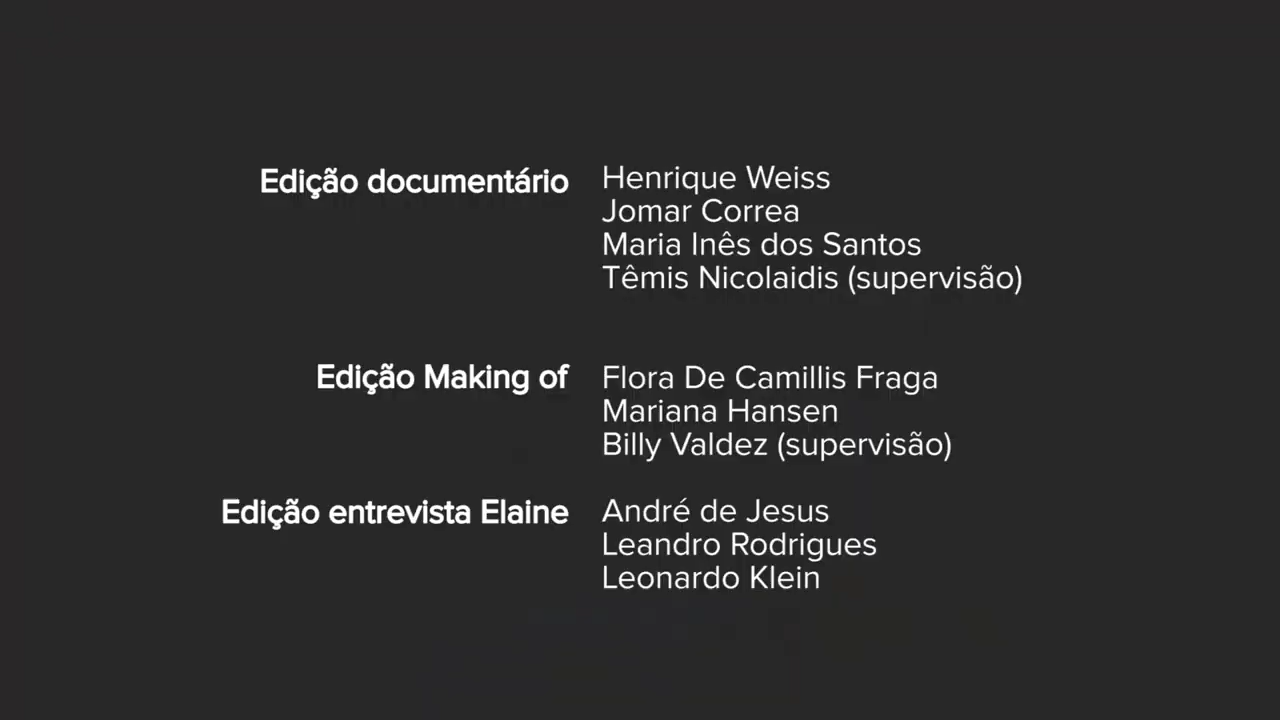 Edição documentário Henrique Weiss
Jomar Correa
Maria Inês dos Santos
Têmis Nicolaidis (supervisão)
Edição Making of Flora De Camillis Fraga
Mariana Hansen
Billy Valdez (supervisão)
Edição entrevista Elaine André de Jesus
Leandro Rodrigues
Leonardo Klein